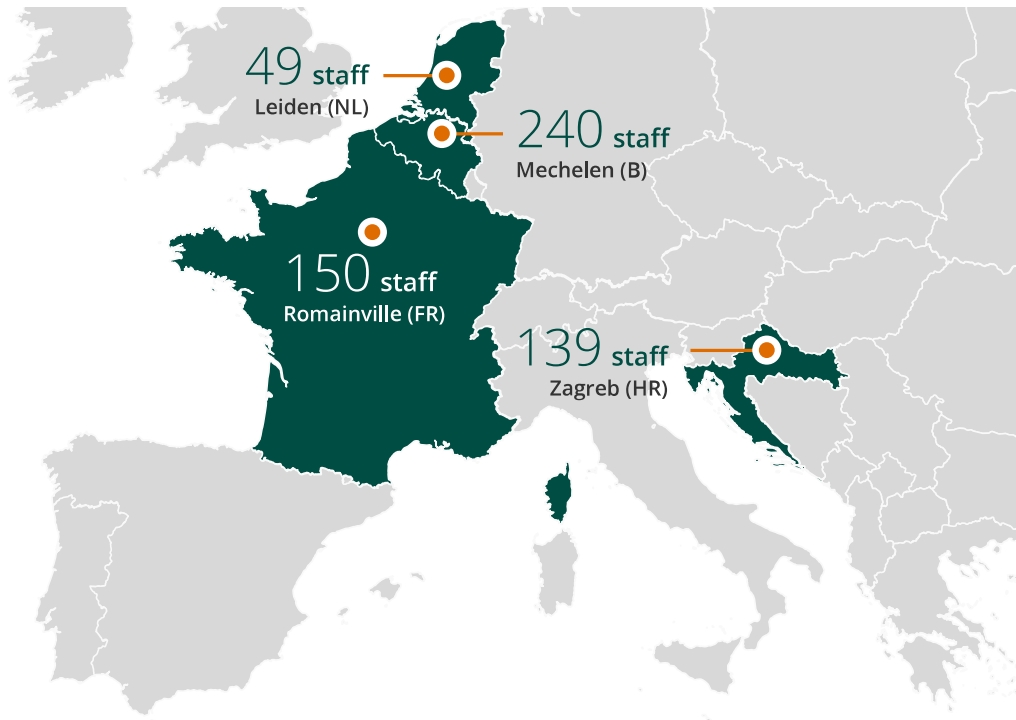 49 staff
Leiden (NL)
240 staff
Mechelen (B)
150 staff
Romainville (FR)
139 staff
Zagreb (HR)